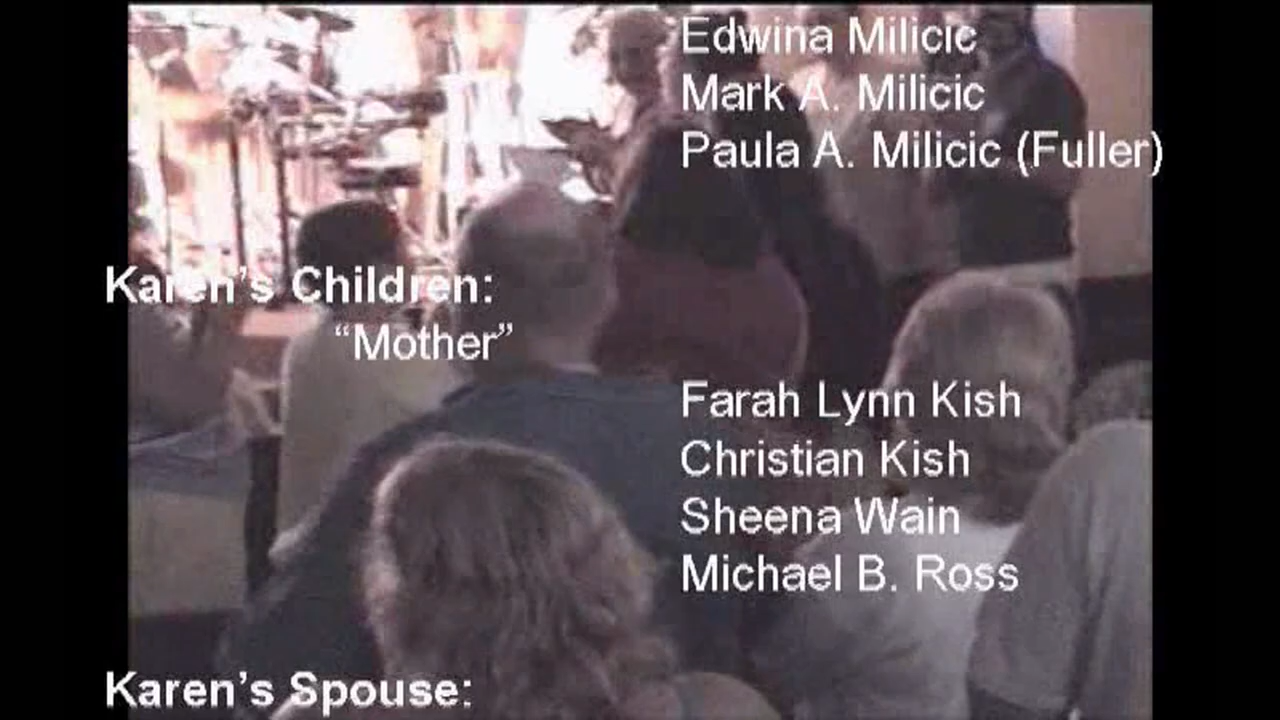 Edwina Milicic
Mark A. Milicic
Paula A. Milicic (Fuller)
Karen’s Children:
“Mother”
Farah Lynn Kish
Christian Kish
Sheena Wain
Michael B. Ross
Karen’s Spouse: